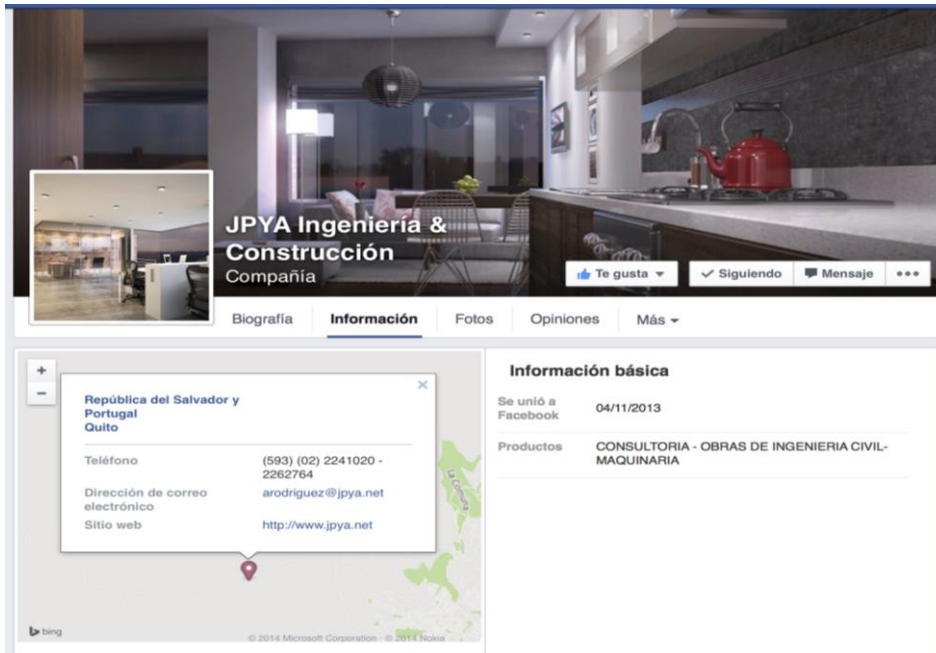 JPYA Ingeniería &
Construcción
Compañía
Te gusta
Siguiendo
Mensaje
Biografía
Información
Fotos
Opiniones
Más
+
−
República del Salvador y
Portugal
Quito
Teléfono
(593) (02) 2241020 -
2262764
Dirección de correo
electrónico
arodriguez@jpya.net
Sitio web
http://www.jpya.net
La Comuna
bing
© 2014 Microsoft Corporation · © 2014 Nokia
Información básica
Se unió a
Facebook
04/11/2013
Productos
CONSULTORIA - OBRAS DE INGENIERIA CIVIL-
MAQUINARIA